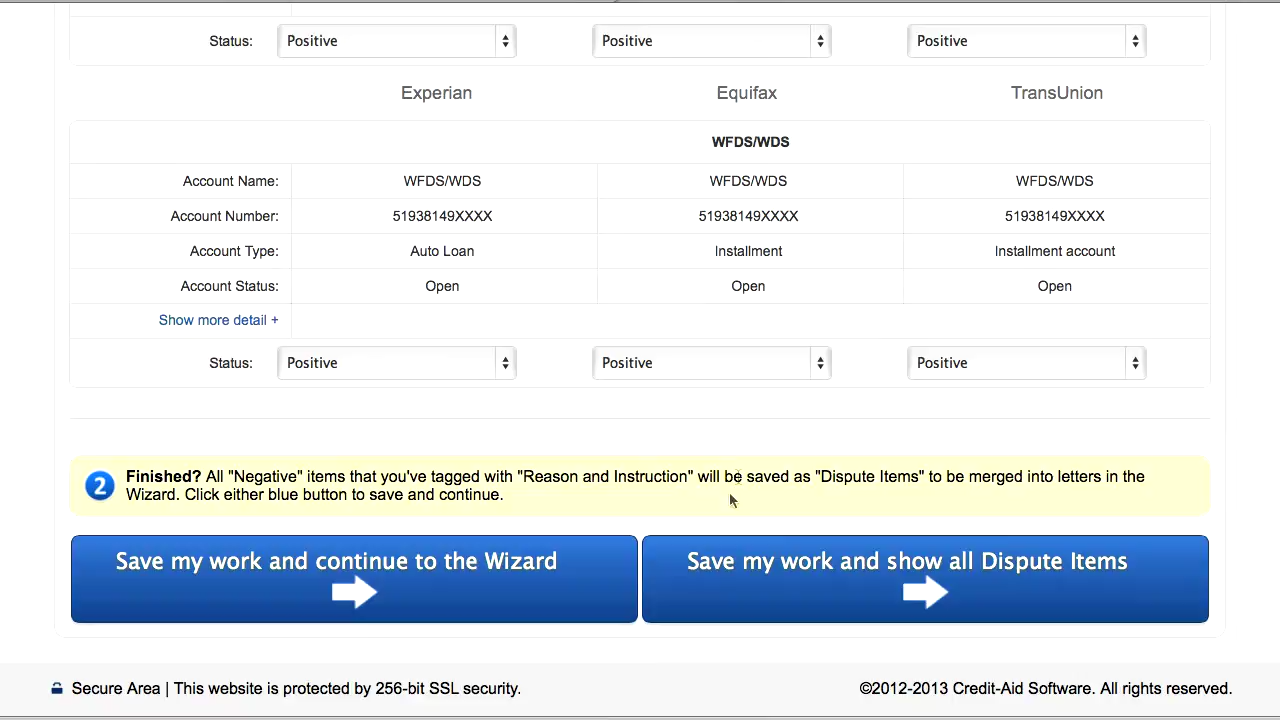 Status: Positive Positive Positive
Experian Equifax TransUnion
WFDS/WDS
Account Name: WFDS/WDS WFDS/WDS WFDS/WDS
Account Number: 51938149XXXX 51938149XXXX 51938149XXXX
Account Type: Auto Loan Installment Installment account
Account Status: Open Open Open
Show more detail +
Status: Positive Positive Positive
2 Finished? All "Negative" items that you've tagged with "Reason and Instruction" will be saved as "Dispute Items" to be merged into letters in the
Wizard. Click either blue button to save and continue.
Save my work and continue to the Wizard Save my work and show all Dispute Items
Secure Area | This website is protected by 256-bit SSL security. ©2012-2013 Credit-Aid Software. All rights reserved.